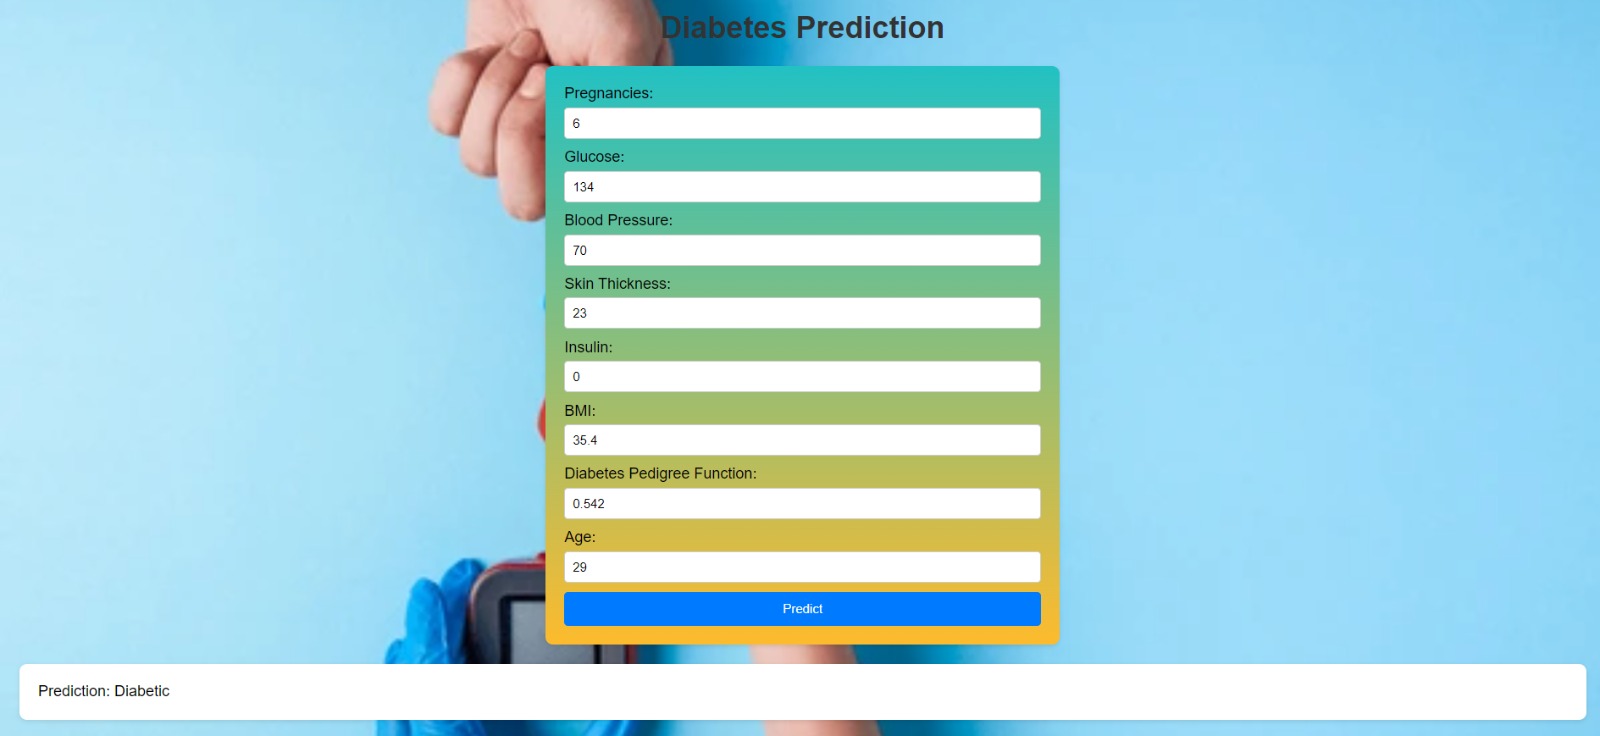 Diabetes Prediction
Pregnancies:
6
Glucose:
134
Blood Pressure:
70
Skin Thickness:
23
Insulin:
0
BMI:
35.4
Diabetes Pedigree Function:
0.542
Age:
29
Predict
Prediction: Diabetic